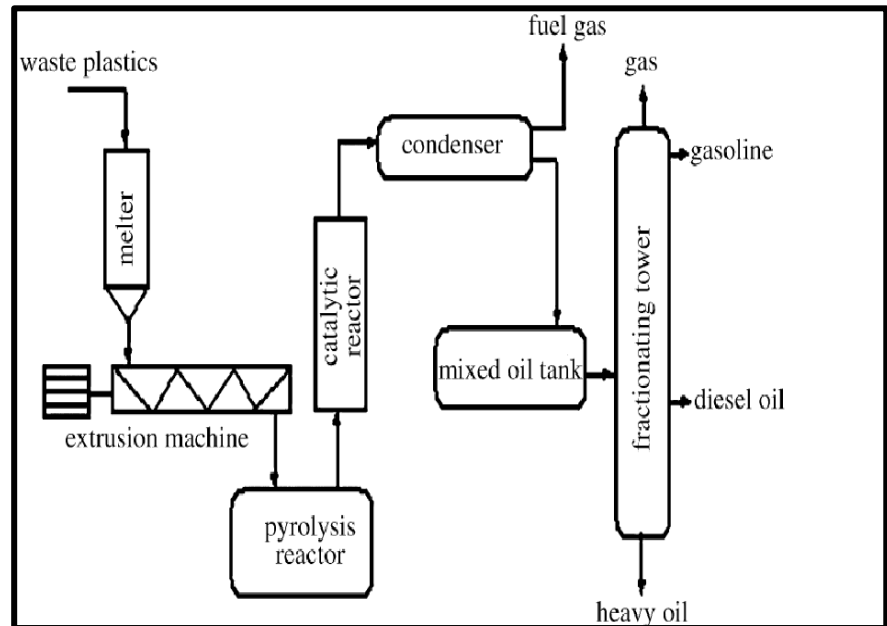 waste plastics
melter
extrusion machine
pyrolysis
reactor
catalytic
reactor
condenser
fuel gas
mixed oil tank
fractionating tower
gas
gasoline
diesel oil
heavy oil